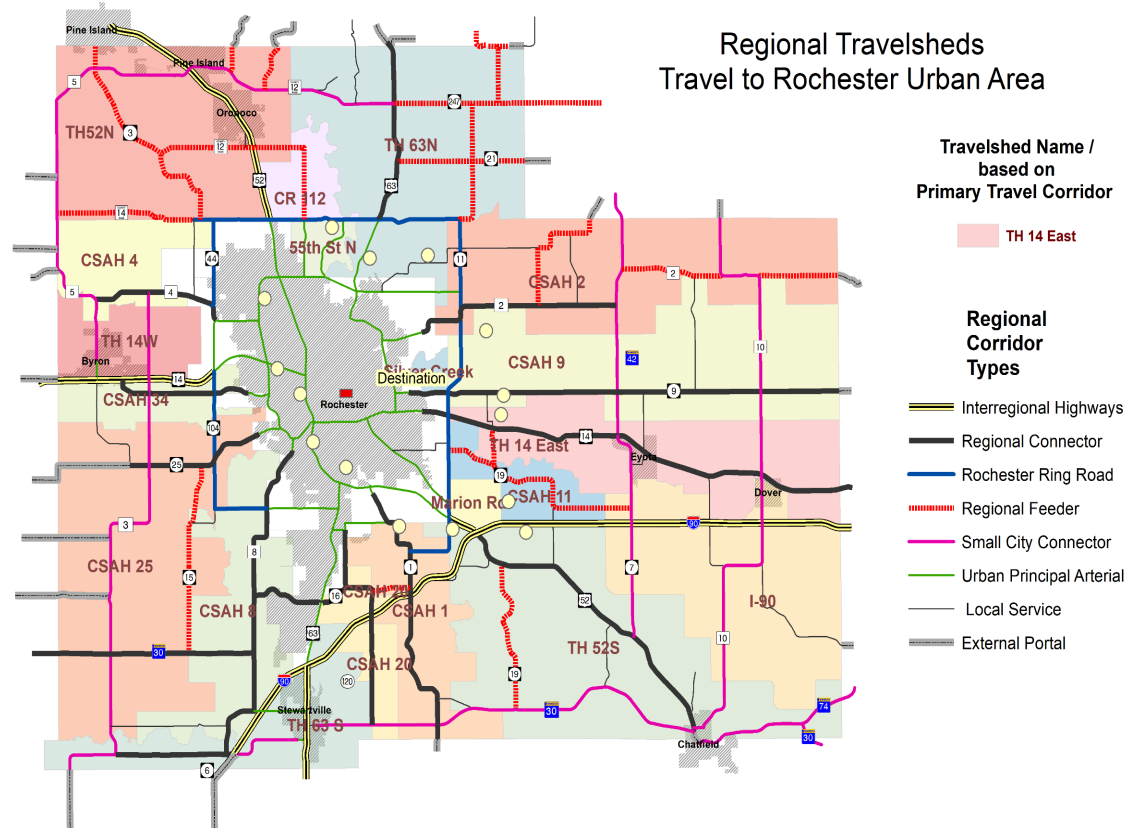 Regional Travelsheds
Travel to Rochester Urban Area
Travelshed Name /
based on
Primary Travel Corridor
TH 14 East
Regional
Corridor
Types
Interregional Highways
Regional Connector
Rochester Ring Road
Regional Feeder
Small City Connector
Urban Principal Arterial
Local Service
External Portal
Pine Island
Pine Island
5
12
Oronoco
247
TH52N
3
12
TH 63N
21
52
63
CR 112
14
55th St N
CSAH 4
44
11
CSAH 2
2
5
4
2
TH 14W
10
Byron
CSAH 9
42
Silver Creek
Destination
14
9
CSAH 34
Rochester
104
14
TH 14 East
Eyota
25
19
Dover
Marion Rd
CSAH 11
3
90
8
CSAH 25
1
7
15
16
CSAH 20
52
I-90
CSAH 8
CSAH 1
63
10
TH 52S
30
CSAH 20
90
120
19
Stewartville
30
74
TH 63 S
30
Chatfield
6